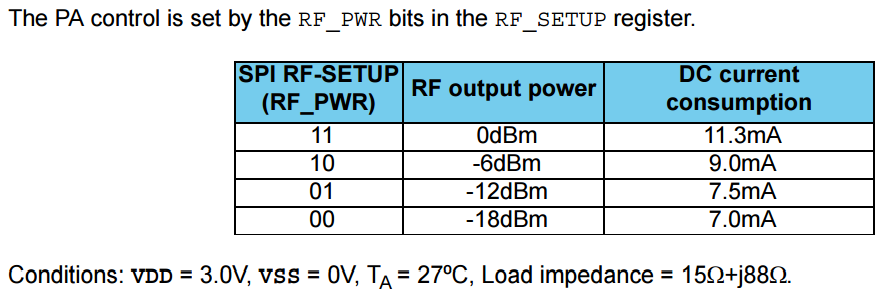 The PA control is set by the RF_PWR bits in the RF_SETUP register.
SPI RF-SETUP (RF_PWR) RF output power DC current consumption
11 0dBm 11.3mA
10 -6dBm 9.0mA
01 -12dBm 7.5mA
00 -18dBm 7.0mA
Conditions: VDD = 3.0V, VSS = 0V, TA = 27ºC, Load impedance = 15Ω+j88Ω.